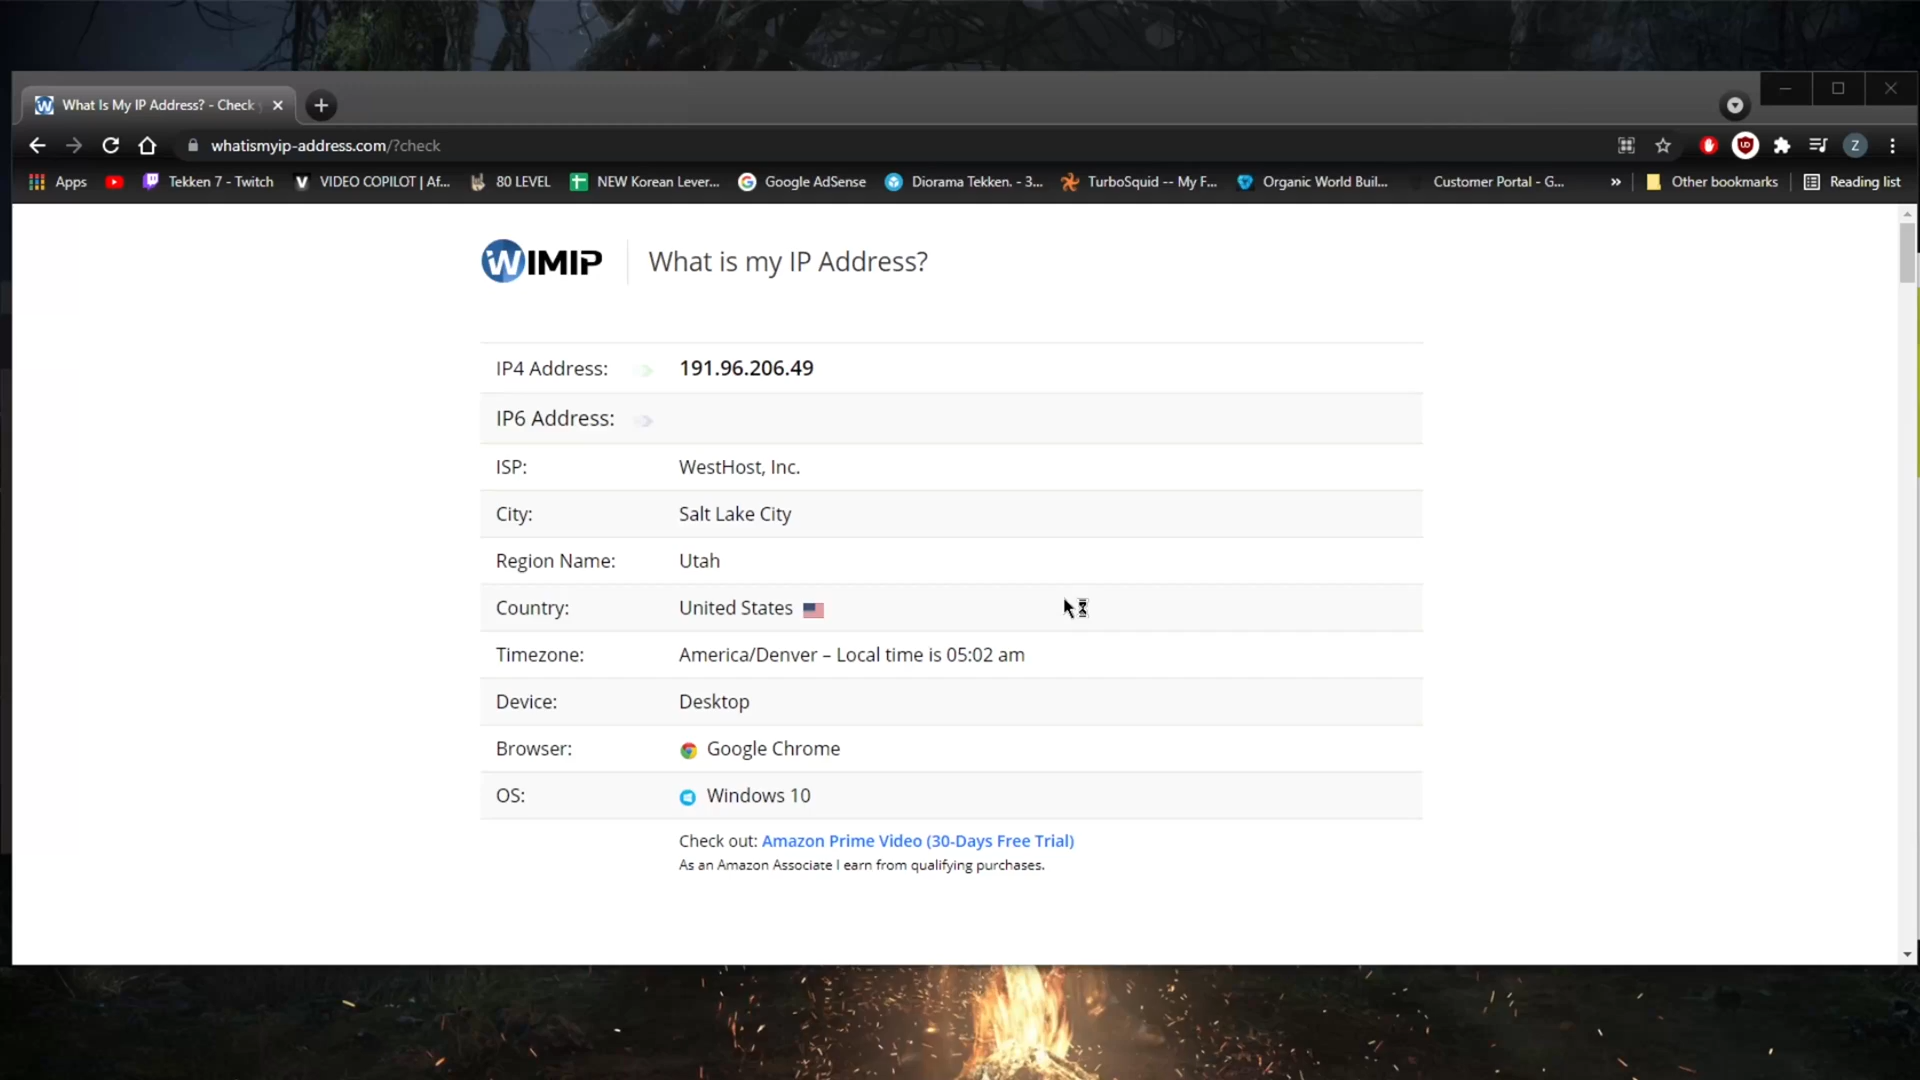 What Is My IP Address? - Check
whatismyip-address.com/?check
Apps
Tekken 7 - Twitch
VIDEO COPILOT | Af...
80 LEVEL
NEW Korean Lever...
Google AdSense
Diorama Tekken. - 3...
TurboSquid -- My F...
Organic World Buil...
Customer Portal - G...
»
Other bookmarks
Reading list
Z
WIMIP
What is my IP Address?
IP4 Address: 191.96.206.49
IP6 Address:
ISP: WestHost, Inc.
City: Salt Lake City
Region Name: Utah
Country: United States
Timezone: America/Denver – Local time is 05:02 am
Device: Desktop
Browser: Google Chrome
OS: Windows 10
Check out: Amazon Prime Video (30-Days Free Trial)
As an Amazon Associate I earn from qualifying purchases.